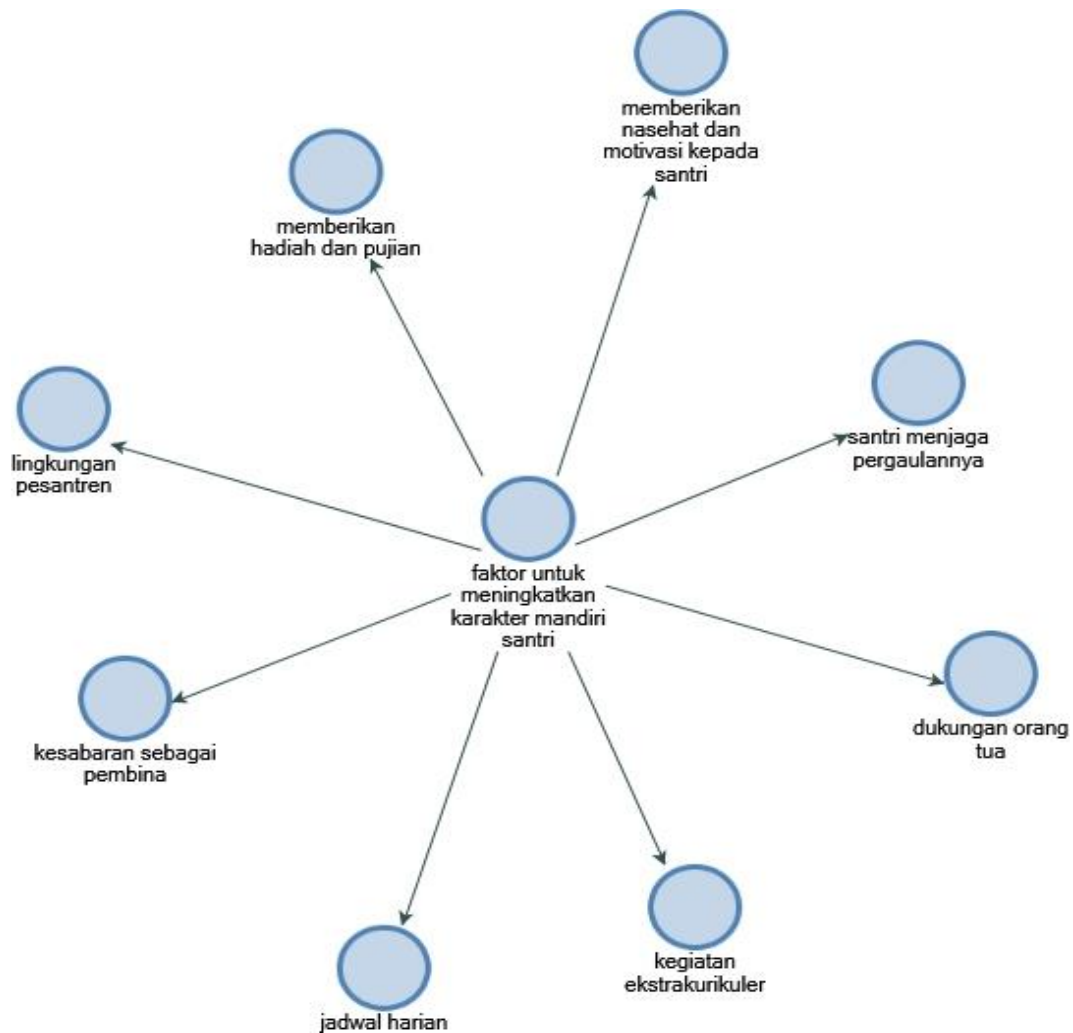 memberikan
nasehat dan
motivasi kepada
santri
memberikan
hadiah dan pujian
santri menjaga
pergaulannya
lingkungan
pesantren
faktor untuk
meningkatkan
karakter mandiri
santri
dukungan orang
tua
kesabaran sebagai
pembina
kegiatan
ekstrakurikuler
jadwal harian